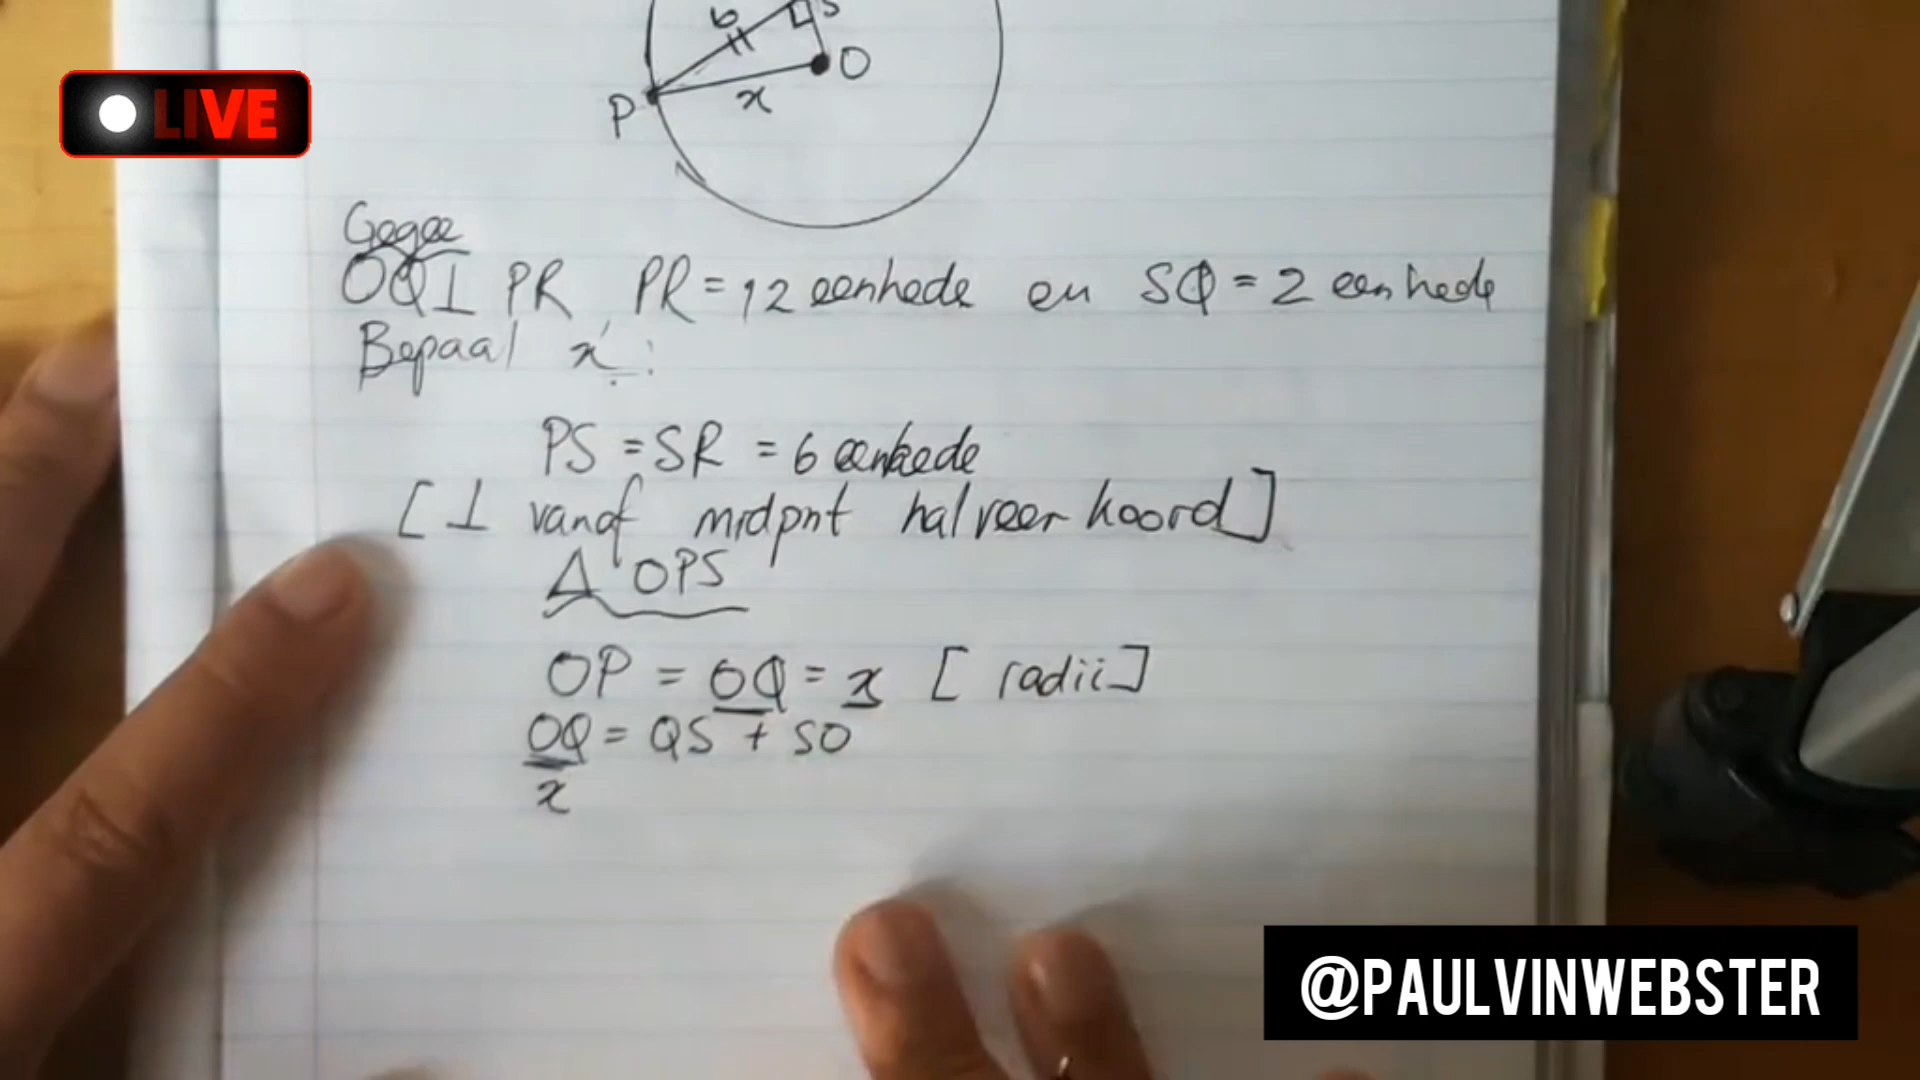 6 S
O
x
P
LIVE
Gegee
OQ ⊥ PR, PR = 12 eenhede en SQ = 2 eenhede
Bepaal x :
PS = SR = 6 eenhede
[ ⊥ vanaf midpnt halveer koord ]
Δ OPS
OP = OQ = x [ radii ]
OQ = QS + SO
x
@PAULVINWEBSTER